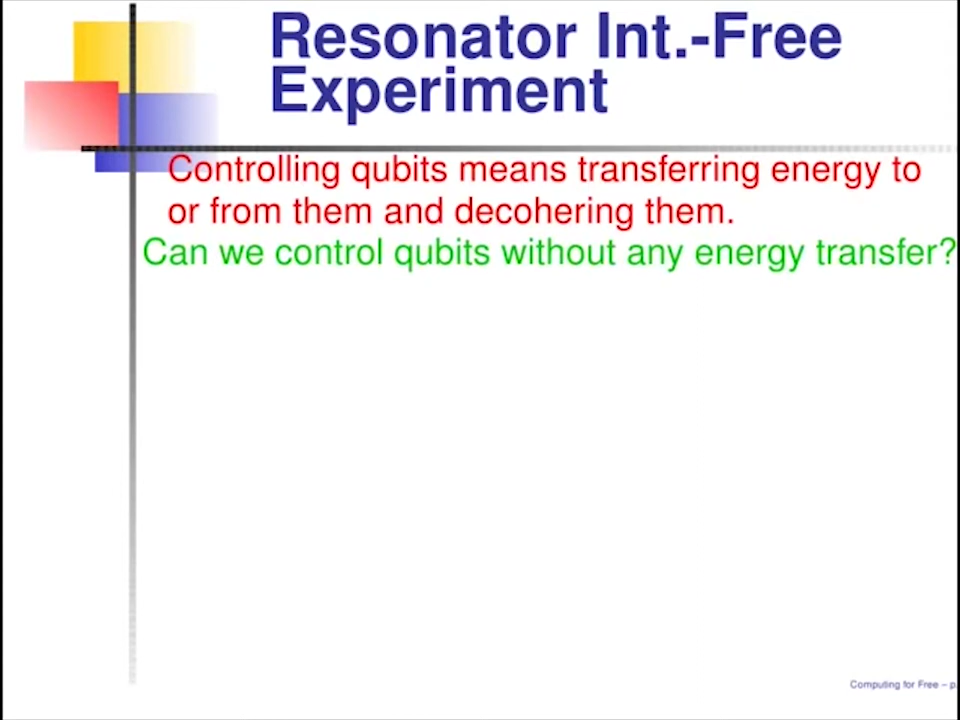 Resonator Int.-Free
Experiment
Controlling qubits means transferring energy to
or from them and decohering them.
Can we control qubits without any energy transfer?
Computing for Free – p.